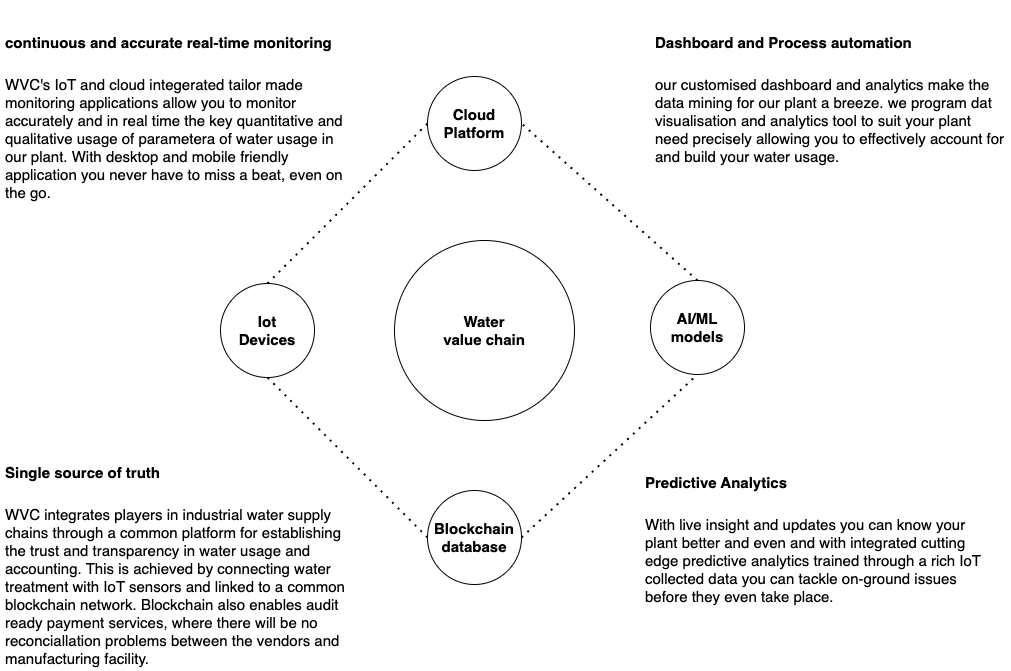 continuous and accurate real-time monitoring
WVC's IoT and cloud integerated tailor made
monitoring applications allow you to monitor
accurately and in real time the key quantitative and
qualitative usage of parametera of water usage in
our plant. With desktop and mobile friendly
application you never have to miss a beat, even on
the go.
Dashboard and Process automation
our customised dashboard and analytics make the
data mining for our plant a breeze. we program dat
visualisation and analytics tool to suit your plant
need precisely allowing you to effectively account for
and build your water usage.
Cloud
Platform
Iot
Devices
Water
value chain
AI/ML
models
Blockchain
database
Single source of truth
WVC integrates players in industrial water supply
chains through a common platform for establishing
the trust and transparency in water usage and
accounting. This is achieved by connecting water
treatment with IoT sensors and linked to a common
blockchain network. Blockchain also enables audit
ready payment services, where there will be no
reconciallation problems between the vendors and
manufacturing facility.
Predictive Analytics
With live insight and updates you can know your
plant better and even and with integrated cutting
edge predictive analytics trained through a rich IoT
collected data you can tackle on-ground issues
before they even take place.